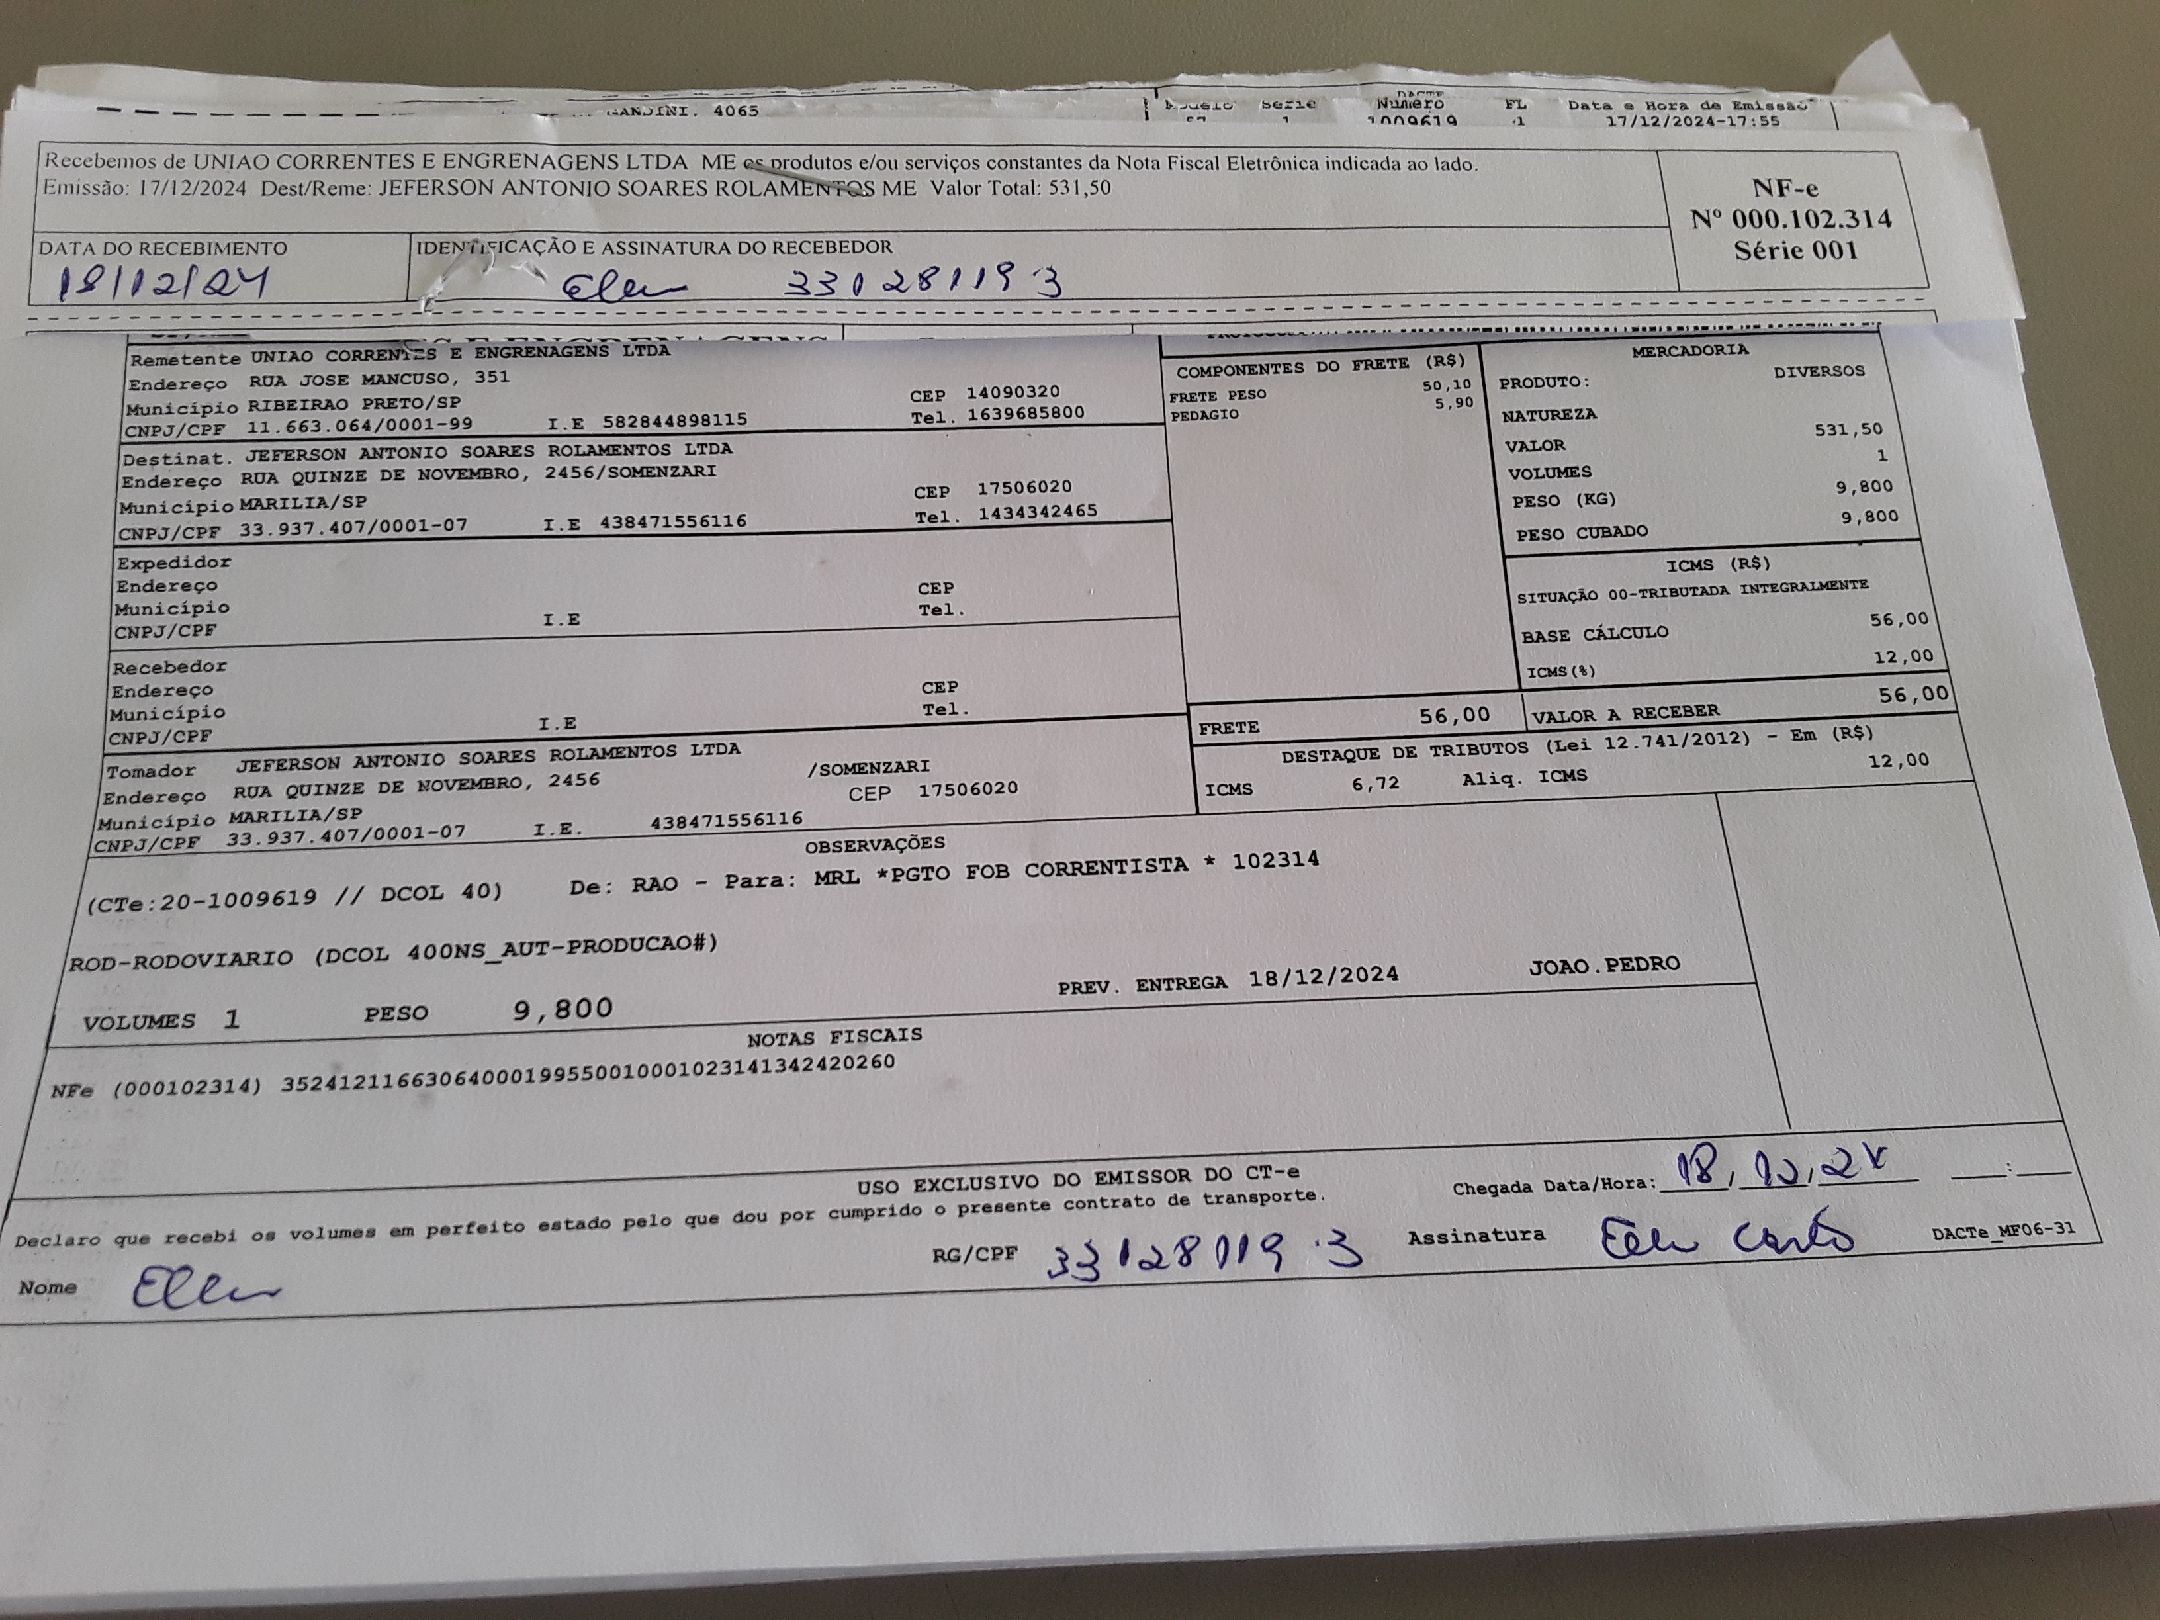 GANDINI, 4065
DACTE
Modelo Serie Número FL Data e Hora de Emissão
57 1 1009619 1 17/12/2024-17:55
Recebemos de UNIAO CORRENTES E ENGRENAGENS LTDA ME os produtos e/ou serviços constantes da Nota Fiscal Eletrônica indicada ao lado.
Emissão: 17/12/2024 Dest/Reme: JEFERSON ANTONIO SOARES ROLAMENTOS ME Valor Total: 531,50
NF-e
Nº 000.102.314
Série 001
DATA DO RECEBIMENTO
18/12/24
IDENTIFICAÇÃO E ASSINATURA DO RECEBEDOR
Ellen 33128119 3
Remetente UNIAO CORRENTES E ENGRENAGENS LTDA
Endereço RUA JOSE MANCUSO, 351
Município RIBEIRAO PRETO/SP CEP 14090320
CNPJ/CPF 11.663.064/0001-99 I.E 582844898115 Tel. 1639685800
Destinat. JEFERSON ANTONIO SOARES ROLAMENTOS LTDA
Endereço RUA QUINZE DE NOVEMBRO, 2456/SOMENZARI
Município MARILIA/SP CEP 17506020
CNPJ/CPF 33.937.407/0001-07 I.E 438471556116 Tel. 1434342465
Expedidor
Endereço CEP
Município Tel.
CNPJ/CPF I.E
Recebedor
Endereço CEP
Município Tel.
CNPJ/CPF I.E
Tomador JEFERSON ANTONIO SOARES ROLAMENTOS LTDA
Endereço RUA QUINZE DE NOVEMBRO, 2456 /SOMENZARI
Município MARILIA/SP CEP 17506020
CNPJ/CPF 33.937.407/0001-07 I.E. 438471556116
COMPONENTES DO FRETE (R$)
FRETE PESO 50,10
PEDAGIO 5,90
MERCADORIA
PRODUTO: DIVERSOS
NATUREZA
VALOR 531,50
VOLUMES 1
PESO (KG) 9,800
PESO CUBADO 9,800
ICMS (R$)
SITUAÇÃO 00-TRIBUTADA INTEGRALMENTE
BASE CÁLCULO 56,00
ICMS(%) 12,00
FRETE 56,00 VALOR A RECEBER 56,00
DESTAQUE DE TRIBUTOS (Lei 12.741/2012) - Em (R$)
ICMS 6,72 Aliq. ICMS 12,00
OBSERVAÇÕES
(CTe:20-1009619 // DCOL 40) De: RAO - Para: MRL *PGTO FOB CORRENTISTA * 102314
ROD-RODOVIARIO (DCOL 400NS_AUT-PRODUCAO#)
VOLUMES 1 PESO 9,800 PREV. ENTREGA 18/12/2024 JOAO.PEDRO
NOTAS FISCAIS
NFe (000102314) 35241211663064000199550010001023141342420260
USO EXCLUSIVO DO EMISSOR DO CT-e
Declaro que recebi os volumes em perfeito estado pelo que dou por cumprido o presente contrato de transporte.
Chegada Data/Hora: 18, 12, 24 :
Nome Ellen RG/CPF 33128119 3 Assinatura Ellen DACTe_MF06-31